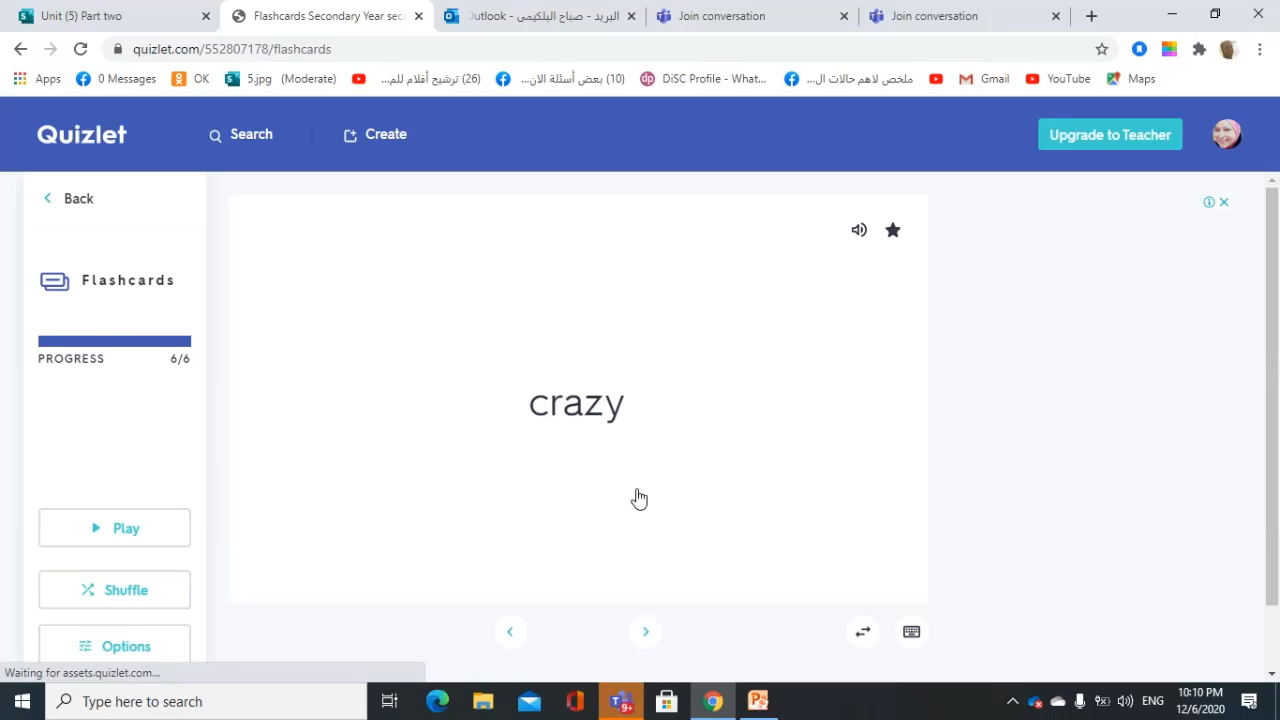 Unit (5) Part two
Flashcards Secondary Year sec
Outlook - البريد - صباح البلكيمى
Join conversation
Join conversation
quizlet.com/552807178/flashcards
Apps
0 Messages
OK
5.jpg (Moderate)
(26) ترشيح أفلام للم...
(10) بعض أسئلة الان...
DiSC Profile - What...
ملخص لاهم حالات ال...
Gmail
YouTube
Maps
Quizlet
Search
Create
Upgrade to Teacher
Back
Flashcards
PROGRESS 6/6
crazy
Play
Shuffle
Options
Waiting for assets.quizlet.com...
Type here to search
9+
ENG
10:10 PM
12/6/2020